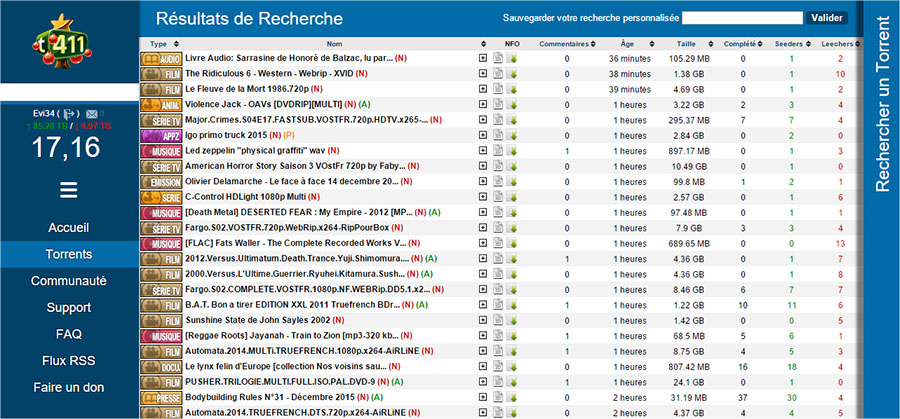 t411
Evi34
85.28 TB / 4.97 TB
17,16
Accueil
Torrents
Communauté
Support
FAQ
Flux RSS
Faire un don
Résultats de Recherche
Sauvegarder votre recherche personnalisée
Valider
Type Nom NFO Commentaires Âge Taille Complété Seeders Leechers
AUDIO Livre Audio: Sarrasine de Honoré de Balzac, lu par... (N) 0 36 minutes 105.29 MB 0 1 2
FILM The Ridiculous 6 - Western - Webrip - XVID (N) 0 38 minutes 1.38 GB 0 1 10
FILM Le Fleuve de la Mort 1986.720p (N) 0 39 minutes 4.69 GB 0 1 2
ANIM. Violence Jack - OAVs [DVDRIP][MULTI] (N) (A) 0 1 heures 3.22 GB 2 3 4
SERIE TV Major.Crimes.S04E17.FASTSUB.VOSTFR.720p.HDTV.x265-... (N) 0 1 heures 295.37 MB 7 7 4
APPZ Igo primo truck 2015 (N) (P) 0 1 heures 2.84 GB 2 2 0
MUSIQUE Led zeppelin "physical graffiti" wav (N) 1 1 heures 897.17 MB 1 1 3
SERIE TV American Horror Story Saison 3 VOstFr 720p by Faby... (N) 0 1 heures 10.49 GB 0 1 0
EMISSION Olivier Delamarche - Le face à face 14 decembre 20... (N) 0 1 heures 99.8 MB 1 2 1
SERIE C-Control HDLight 1080p Multi (N) 0 1 heures 2.57 GB 0 1 6
MUSIQUE [Death Metal] DESERTED FEAR : My Empire - 2012 [MP... (N) (A) 0 1 heures 97.48 MB 0 1 1
SERIE TV Fargo.S02.VOSTFR.720p.WebRip.x264-RipPourBox (N) 0 1 heures 7.9 GB 3 3 4
MUSIQUE [FLAC] Fats Waller - The Complete Recorded Works V... (N) 0 1 heures 689.65 MB 0 0 13
FILM 2012.Versus.Ultimatum.Death.Trance.Yuji.Shimomura.... (N) (A) 1 1 heures 4.36 GB 0 1 7
FILM 2000.Versus.L'Ultime.Guerrier.Ryuhei.Kitamura.Sush... (N) (A) 0 1 heures 4.36 GB 0 1 8
SERIE TV Fargo.S02.COMPLETE.VOSTFR.1080p.NF.WEBRip.DD5.1.x2... (N) 0 1 heures 8.46 GB 6 7 7
FILM B.A.T. Bon a tirer EDITION XXL 2011 Truefrench BDr... (N) (A) 1 1 heures 1.22 GB 10 11 6
FILM Sunshine State de John Sayles 2002 (N) 0 1 heures 1.42 GB 0 0 5
MUSIQUE [Reggae Roots] Jayanah - Train to Zion [mp3-320 kb... (N) 1 1 heures 68.5 MB 5 6 1
FILM Automata.2014.MULTI.TRUEFRENCH.1080p.x264-AiRLiNE (N) 1 1 heures 8.75 GB 4 5 3
DOCU. Le lynx felin d'Europe [collection Nos voisins sau... (N) 0 1 heures 807.42 MB 16 18 4
FILM PUSHER.TRILOGIE.MULTI.FULL.ISO.PAL.DVD-9 (N) (A) 1 1 heures 24.1 GB 0 1 0
PRESSE Bodybuilding Rules N°31 - Décembre 2015 (N) (A) 0 1 heures 31.19 MB 37 30 4
FILM Automata.2014.TRUEFRENCH.DTS.720p.x264-AiRLiNE (N) 0 2 heures 4.37 GB 4 4 5
Rechercher un Torrent